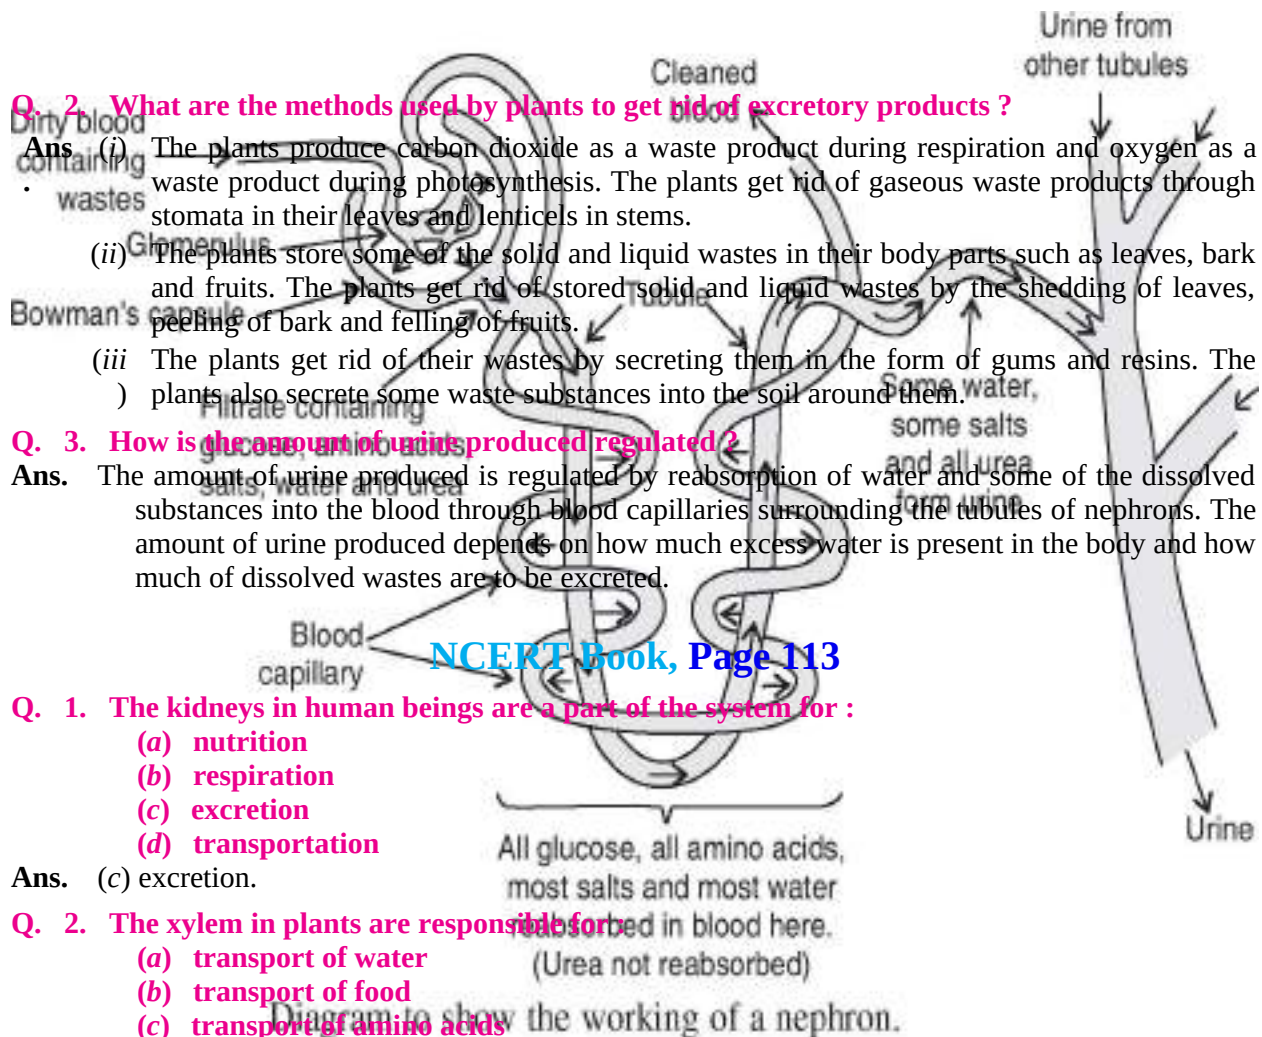 Urine from
other tubules
Cleaned
blood
Q. 2. What are the methods used by plants to get rid of excretory products ?
Dirty blood
containing
wastes
Ans (i) The plants produce carbon dioxide as a waste product during respiration and oxygen as a
. waste product during photosynthesis. The plants get rid of gaseous waste products through
stomata in their leaves and lenticels in stems.
Glomerulus
(ii) The plants store some of the solid and liquid wastes in their body parts such as leaves, bark
and fruits. The plants get rid of stored solid and liquid wastes by the shedding of leaves,
peeling of bark and felling of fruits.
Tubule
Bowman's capsule
(iii The plants get rid of their wastes by secreting them in the form of gums and resins. The
) plants also secrete some waste substances into the soil around them.
Some water,
some salts
and all urea
form urine
Filtrate containing
glucose, amino acids,
salts, water and urea
Q. 3. How is the amount of urine produced regulated ?
Ans. The amount of urine produced is regulated by reabsorption of water and some of the dissolved
substances into the blood through blood capillaries surrounding the tubules of nephrons. The
amount of urine produced depends on how much excess water is present in the body and how
much of dissolved wastes are to be excreted.
Blood
capillary
NCERT Book, Page 113
Q. 1. The kidneys in human beings are a part of the system for :
(a) nutrition
(b) respiration
(c) excretion
(d) transportation
Urine
Ans. (c) excretion.
All glucose, all amino acids,
most salts and most water
reabsorbed in blood here.
(Urea not reabsorbed)
Q. 2. The xylem in plants are responsible for :
(a) transport of water
(b) transport of food
(c) transport of amino acids
Diagram to show the working of a nephron.